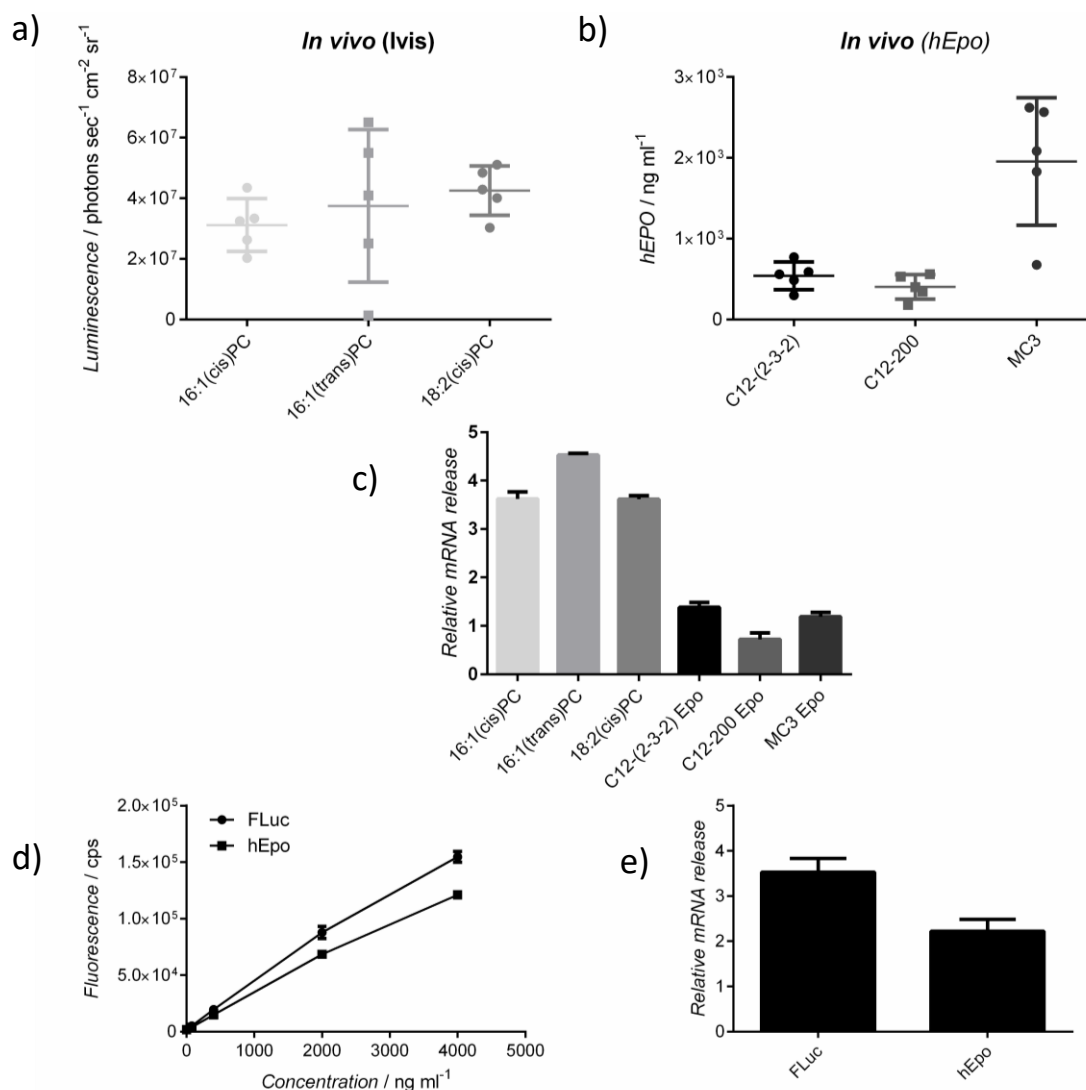 a)
In vivo (Ivis)
Luminescence / photons sec⁻¹ cm⁻² sr⁻¹
8×10⁷
6×10⁷
4×10⁷
2×10⁷
0
16:1(cis)PC
16:1(trans)PC
18:2(cis)PC
b)
In vivo (hEpo)
hEPO / ng ml⁻¹
3×10³
2×10³
1×10³
0
C12-(2-3-2)
C12-200
MC3
c)
Relative mRNA release
5
4
3
2
1
0
16:1(cis)PC
16:1(trans)PC
18:2(cis)PC
C12-(2-3-2) Epo
C12-200 Epo
MC3 Epo
d)
Fluorescence / cps
2.0×10⁵
1.5×10⁵
1.0×10⁵
5.0×10⁴
0
FLuc
hEpo
0 1000 2000 3000 4000 5000
Concentration / ng ml⁻¹
e)
Relative mRNA release
5
4
3
2
1
0
FLuc
hEpo